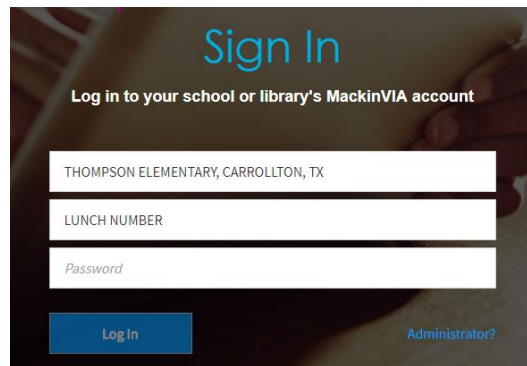 Sign In
Log in to your school or library's MackinVIA account
THOMPSON ELEMENTARY, CARROLLTON, TX
LUNCH NUMBER
Password
Log In
Administrator?